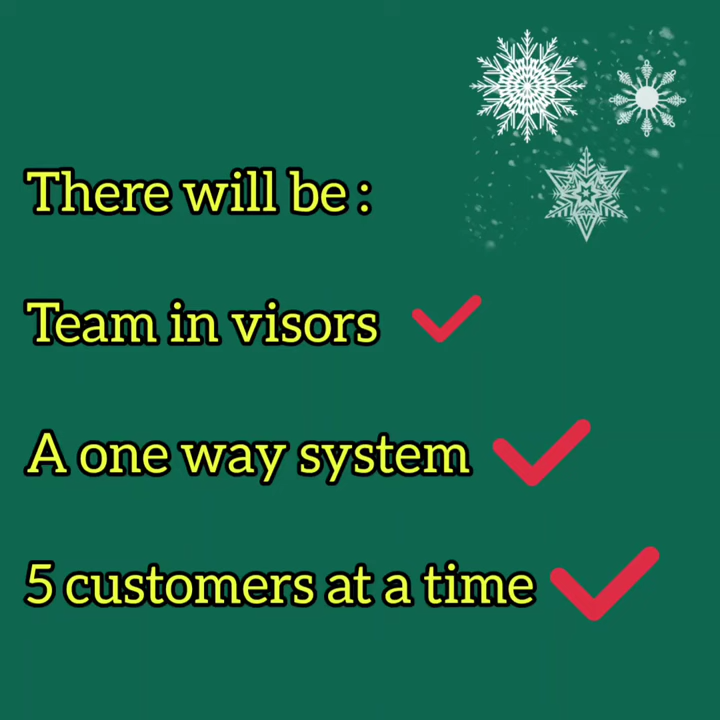 There will be :
Team in visors
A one way system
5 customers at a time